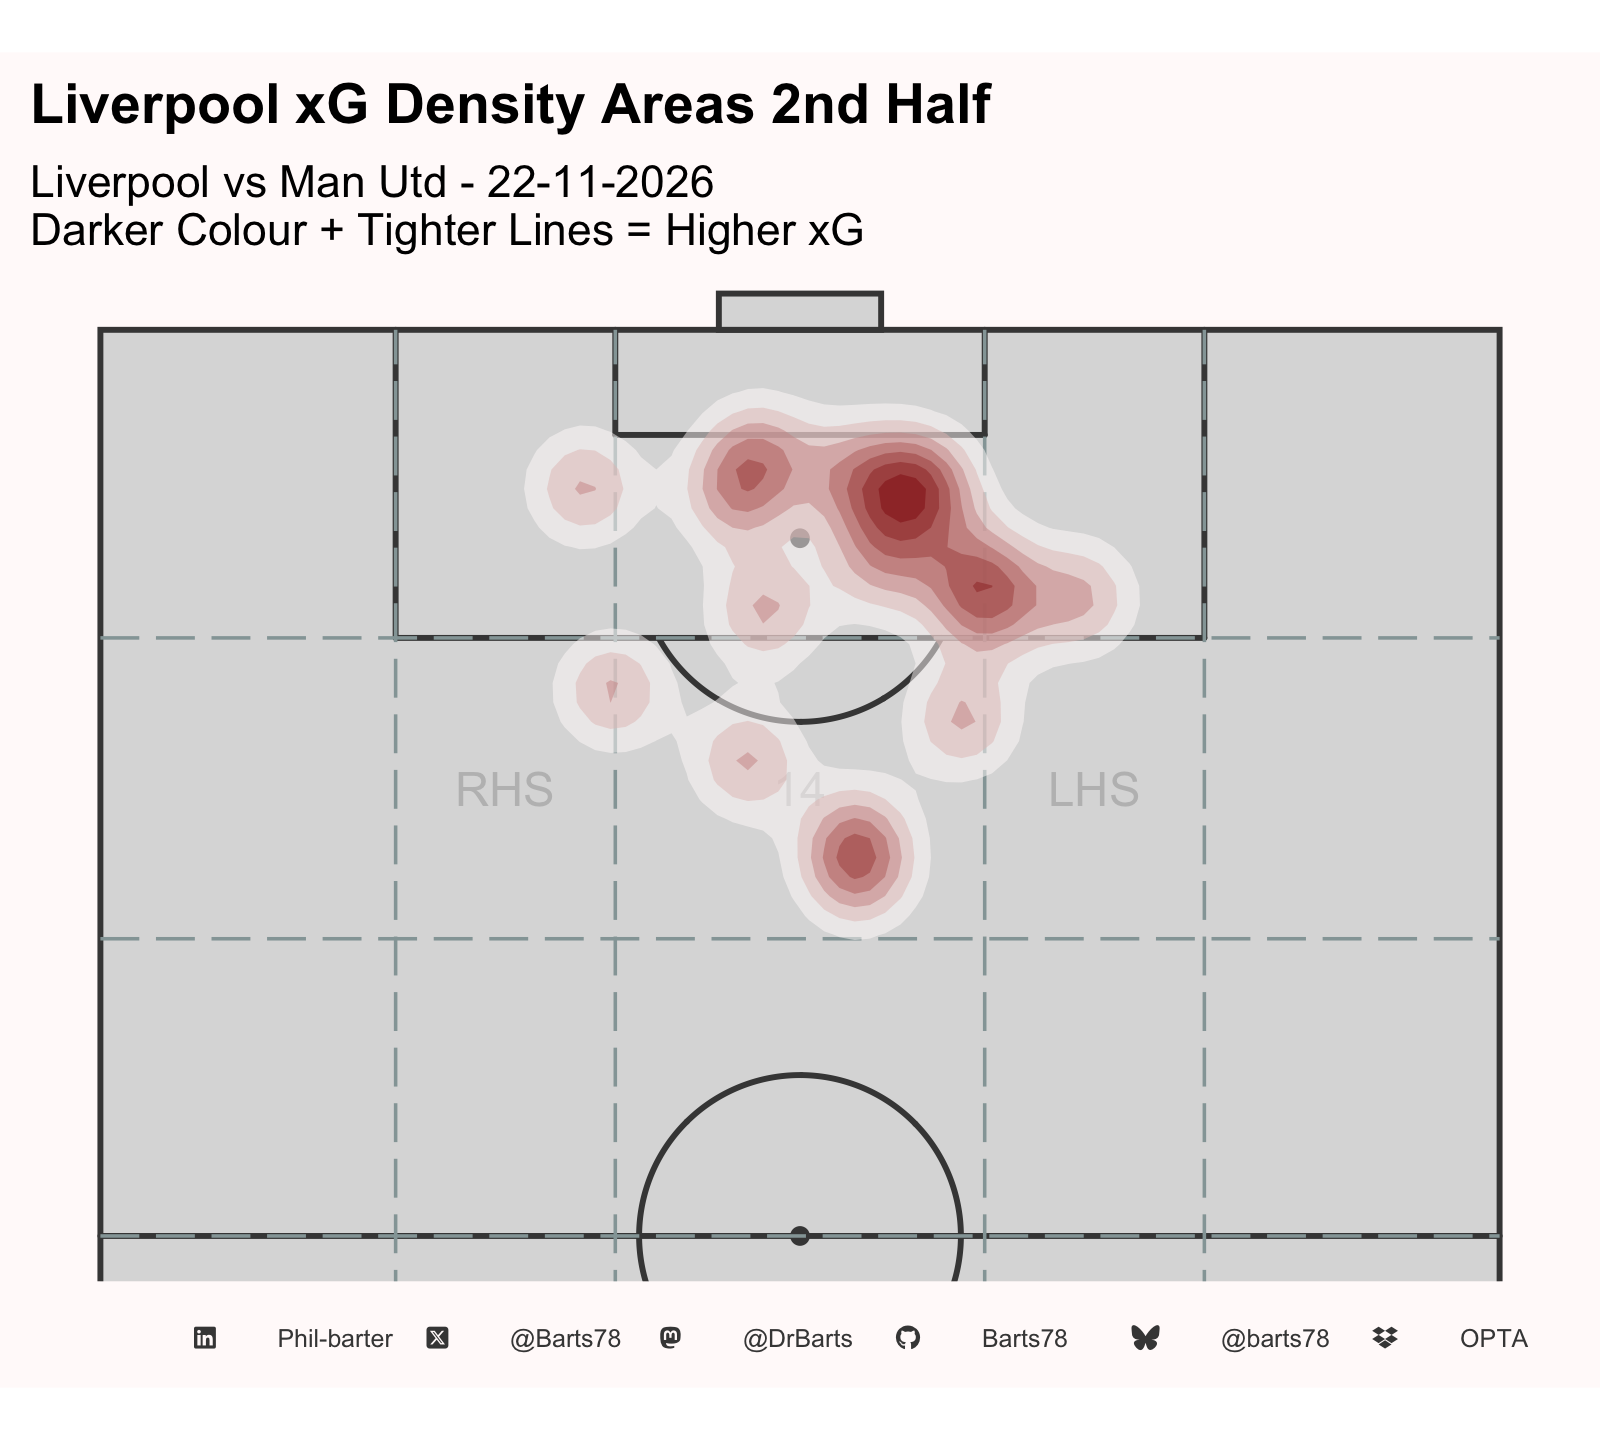 Liverpool xG Density Areas 2nd Half
Liverpool vs Man Utd - 22-11-2026
Darker Colour + Tighter Lines = Higher xG
RHS 14 LHS
Phil-barter @Barts78 @DrBarts Barts78 @barts78 OPTA